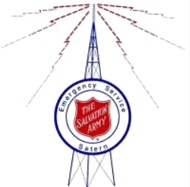 Emergency Service
THE
SALVATION
ARMY
Satern